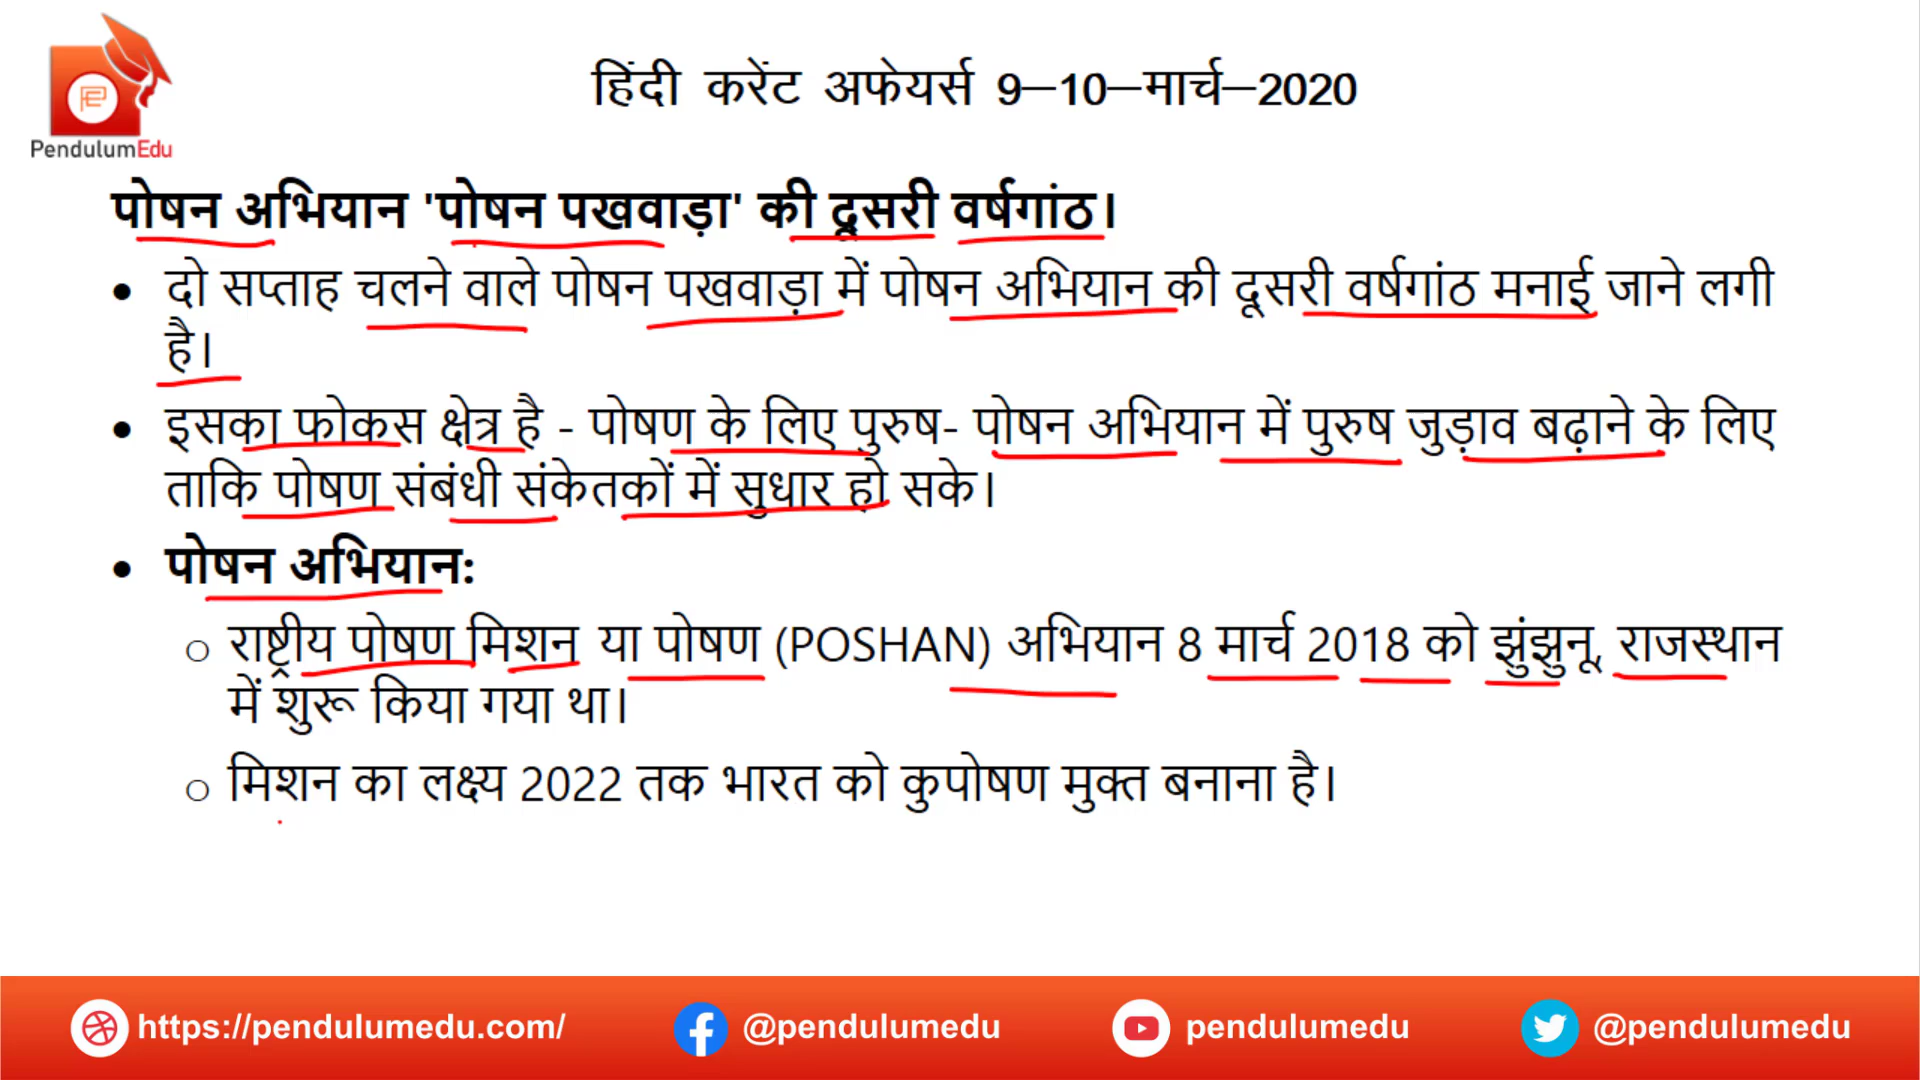 PendulumEdu
हिंदी करेंट अफेयर्स 9–10–मार्च–2020
पोषन अभियान 'पोषन पखवाड़ा' की दूसरी वर्षगांठ।
• दो सप्ताह चलने वाले पोषन पखवाड़ा में पोषन अभियान की दूसरी वर्षगांठ मनाई जाने लगी
है।
• इसका फोकस क्षेत्र है - पोषण के लिए पुरुष- पोषन अभियान में पुरुष जुड़ाव बढ़ाने के लिए
ताकि पोषण संबंधी संकेतकों में सुधार हो सके।
• पोषन अभियान:
○ राष्ट्रीय पोषण मिशन या पोषण (POSHAN) अभियान 8 मार्च 2018 को झुंझुनू, राजस्थान
में शुरू किया गया था।
○ मिशन का लक्ष्य 2022 तक भारत को कुपोषण मुक्त बनाना है।
https://pendulumedu.com/ @pendulumedu pendulumedu @pendulumedu